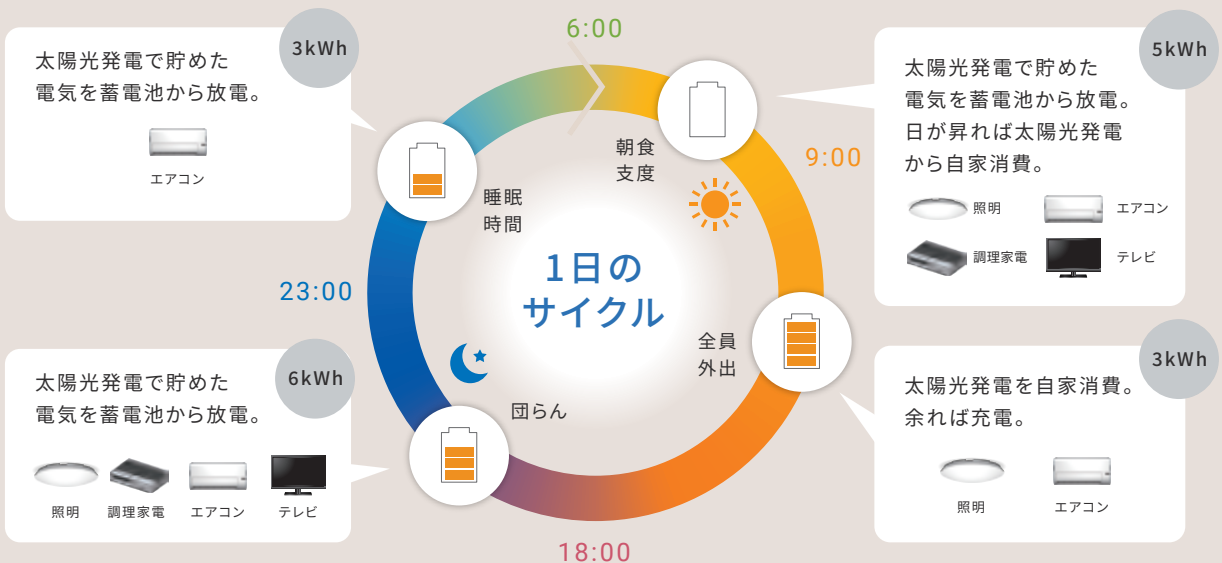 6:00
3kWh
太陽光発電で貯めた
電気を蓄電池から放電。
エアコン
5kWh
太陽光発電で貯めた
電気を蓄電池から放電。
日が昇れば太陽光発電
から自家消費。
照明
エアコン
調理家電
テレビ
朝食
支度
9:00
睡眠
時間
1日の
サイクル
23:00
全員
外出
3kWh
太陽光発電を自家消費。
余れば充電。
照明
エアコン
6kWh
太陽光発電で貯めた
電気を蓄電池から放電。
照明
調理家電
エアコン
テレビ
団らん
18:00